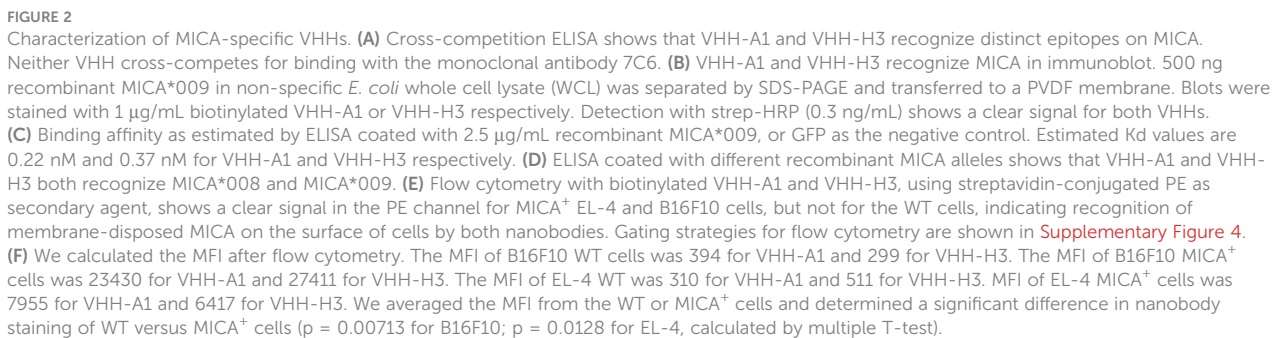 FIGURE 2
Characterization of MICA-specific VHHs. (A) Cross-competition ELISA shows that VHH-A1 and VHH-H3 recognize distinct epitopes on MICA.
Neither VHH cross-competes for binding with the monoclonal antibody 7C6. (B) VHH-A1 and VHH-H3 recognize MICA in immunoblot. 500 ng
recombinant MICA*009 in non-specific E. coli whole cell lysate (WCL) was separated by SDS-PAGE and transferred to a PVDF membrane. Blots were
stained with 1 μg/mL biotinylated VHH-A1 or VHH-H3 respectively. Detection with strep-HRP (0.3 ng/mL) shows a clear signal for both VHHs.
(C) Binding affinity as estimated by ELISA coated with 2.5 μg/mL recombinant MICA*009, or GFP as the negative control. Estimated Kd values are
0.22 nM and 0.37 nM for VHH-A1 and VHH-H3 respectively. (D) ELISA coated with different recombinant MICA alleles shows that VHH-A1 and VHH-
H3 both recognize MICA*008 and MICA*009. (E) Flow cytometry with biotinylated VHH-A1 and VHH-H3, using streptavidin-conjugated PE as
secondary agent, shows a clear signal in the PE channel for MICA⁺ EL-4 and B16F10 cells, but not for the WT cells, indicating recognition of
membrane-disposed MICA on the surface of cells by both nanobodies. Gating strategies for flow cytometry are shown in Supplementary Figure 4.
(F) We calculated the MFI after flow cytometry. The MFI of B16F10 WT cells was 394 for VHH-A1 and 299 for VHH-H3. The MFI of B16F10 MICA⁺
cells was 23430 for VHH-A1 and 27411 for VHH-H3. The MFI of EL-4 WT was 310 for VHH-A1 and 511 for VHH-H3. MFI of EL-4 MICA⁺ cells was
7955 for VHH-A1 and 6417 for VHH-H3. We averaged the MFI from the WT or MICA⁺ cells and determined a significant difference in nanobody
staining of WT versus MICA⁺ cells (p = 0.00713 for B16F10; p = 0.0128 for EL-4, calculated by multiple T-test).